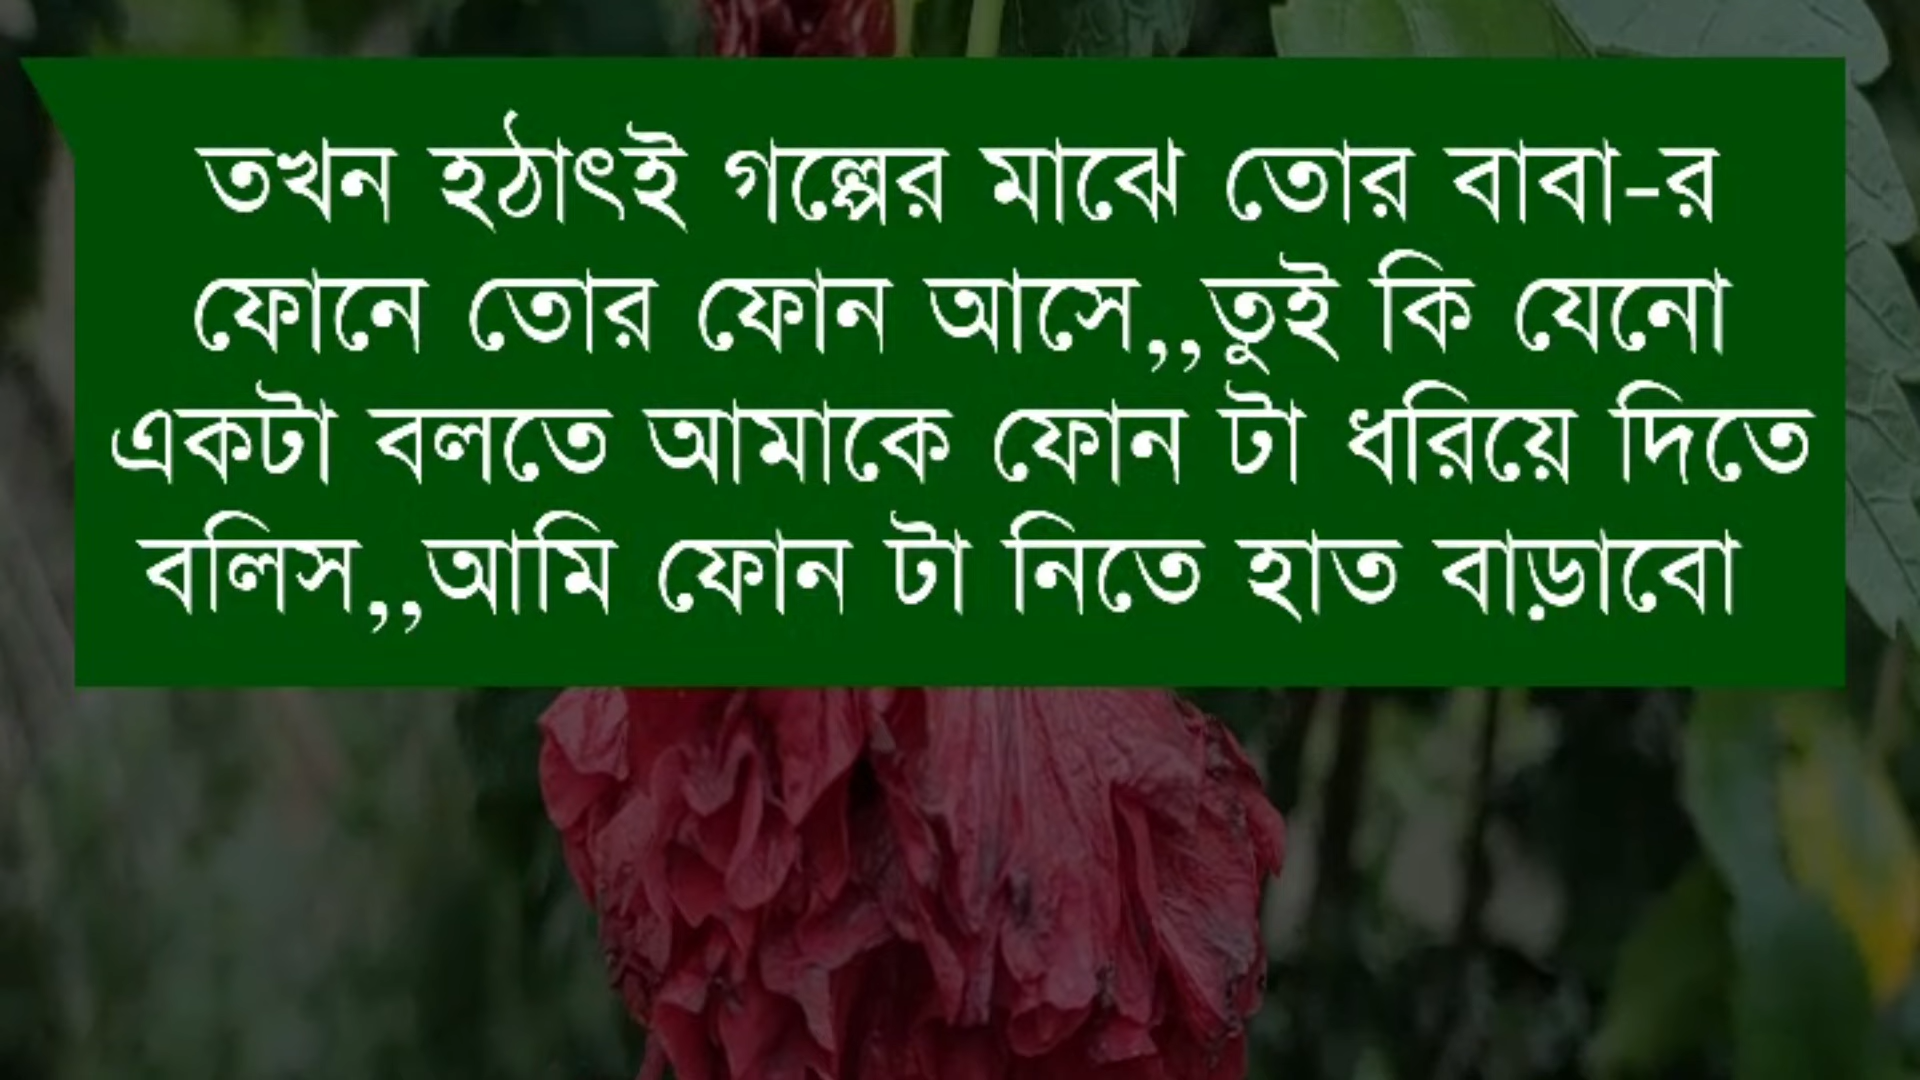 তখন হঠাৎই গল্পের মাঝে তোর বাবা-র
ফোনে তোর ফোন আসে,,তুই কি যেনো
একটা বলতে আমাকে ফোন টা ধরিয়ে দিতে
বলিস,,আমি ফোন টা নিতে হাত বাড়াবো